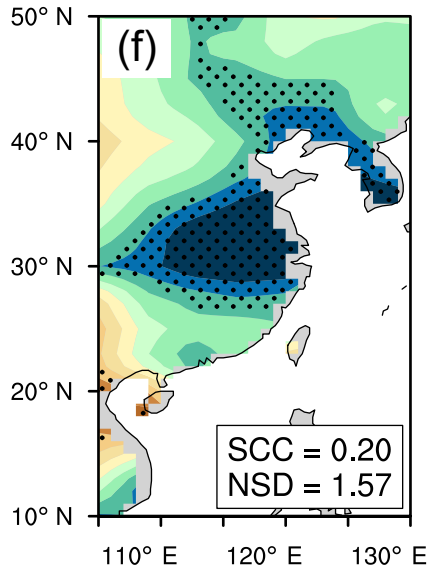 50° N
(f)
40° N
30° N
20° N
SCC = 0.20
NSD = 1.57
10° N
110° E 120° E 130° E